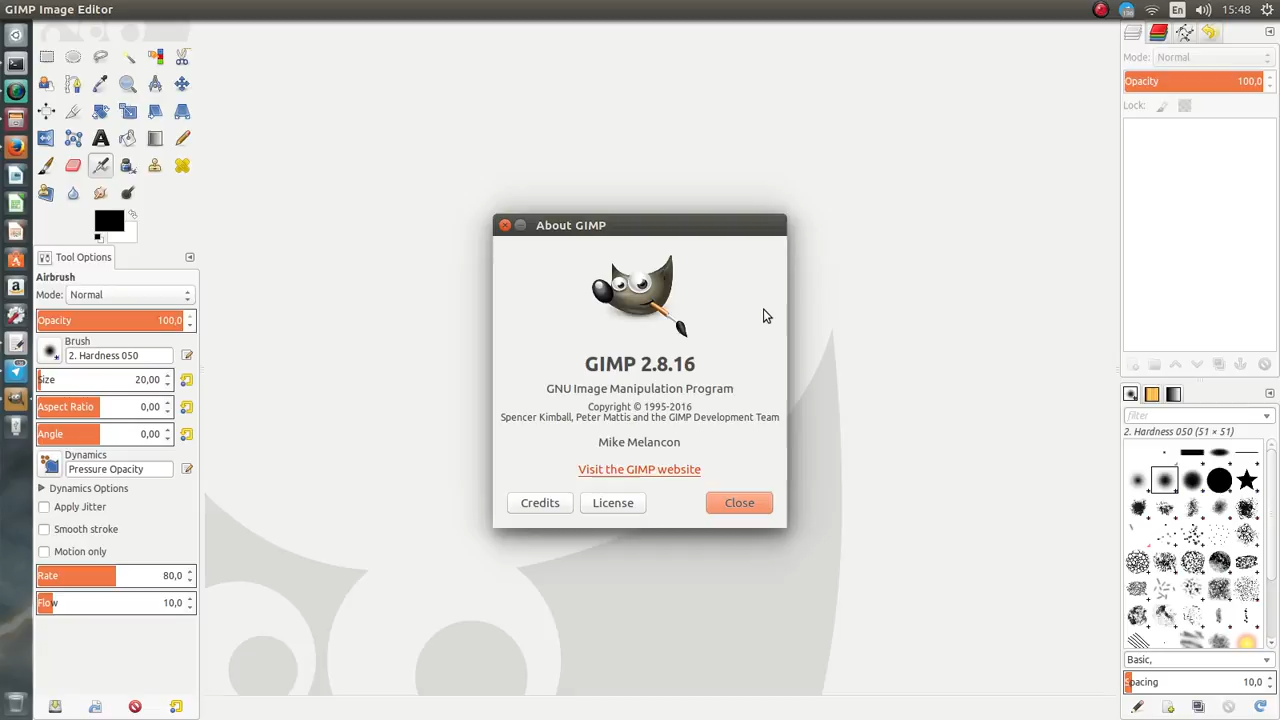 GIMP Image Editor
En
15:48
Tool Options
Airbrush
Mode:
Normal
Opacity
100,0
Brush
2. Hardness 050
Size
20,00
Aspect Ratio
0,00
Angle
0,00
Dynamics
Pressure Opacity
Dynamics Options
Apply Jitter
Smooth stroke
Motion only
Rate
80,0
Flow
10,0
About GIMP
GIMP 2.8.16
GNU Image Manipulation Program
Copyright © 1995-2016
Spencer Kimball, Peter Mattis and the GIMP Development Team
Mike Melancon
Visit the GIMP website
Credits
License
Close
Mode:
Normal
Opacity
100,0
Lock:
filter
2. Hardness 050 (51 × 51)
Basic,
Spacing
10,0